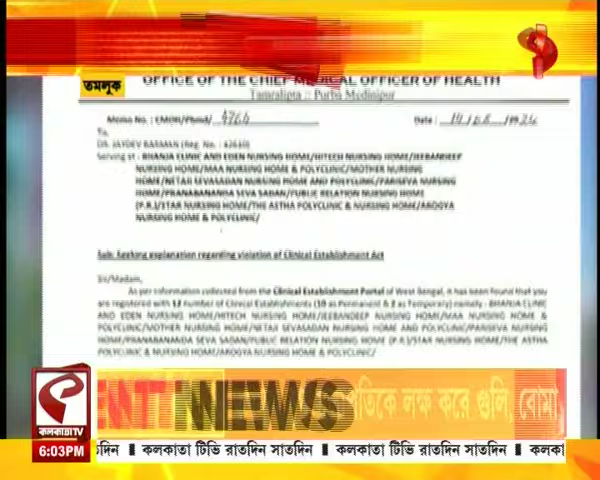 তমলুক
OFFICE OF THE CHIEF MEDICAL OFFICER OF HEALTH
Tamralipta :: Purba Medinipur
Memo No. : CMOH/Pbmd/
Date :
To,
DR. JAYDEV BARMAN (Reg. No. :
Serving at : BHANJA CLINIC AND EDEN NURSING HOME/HITECH NURSING HOME/JEEBANDEEP
NURSING HOME/MAA NURSING HOME & POLYCLINIC/MOTHER NURSING
HOME/NETAJI SEVASADAN NURSING HOME AND POLYCLINIC/PARISEVA NURSING
HOME/PRANABANANDA SEVA SADAN/PUBLIC RELATION NURSING HOME
(P.R.)/STAR NURSING HOME/THE ASTHA POLYCLINIC & NURSING HOME/AROGYA
NURSING HOME & POLYCLINIC/
Sub: Seeking explanation regarding violation of Clinical Establishment Act
Sir/Madam,
As per information collected from the Clinical Establishment Portal of West Bengal, it has been found that you
are registered with 12 number of Clinical Establishments (10 as Permanent & 2 as Temporary) namely - BHANJA CLINIC
AND EDEN NURSING HOME/HITECH NURSING HOME/JEEBANDEEP NURSING HOME/MAA NURSING HOME &
POLYCLINIC/MOTHER NURSING HOME/NETAJI SEVASADAN NURSING HOME AND POLYCLINIC/PARISEVA NURSING
HOME/PRANABANANDA SEVA SADAN/PUBLIC RELATION NURSING HOME (P.R.)/STAR NURSING HOME/THE ASTHA
POLYCLINIC & NURSING HOME/AROGYA NURSING HOME & POLYCLINIC/
ENT NEWS
পতিকে লক্ষ করে গুলি, বোমা,
কলকাতা TV
6:03PM
তদিন ॥ কলকাতা টিভি রাতদিন সাতদিন ॥ কলকাতা টিভি রাতদিন সাতদিন ॥ কলকা